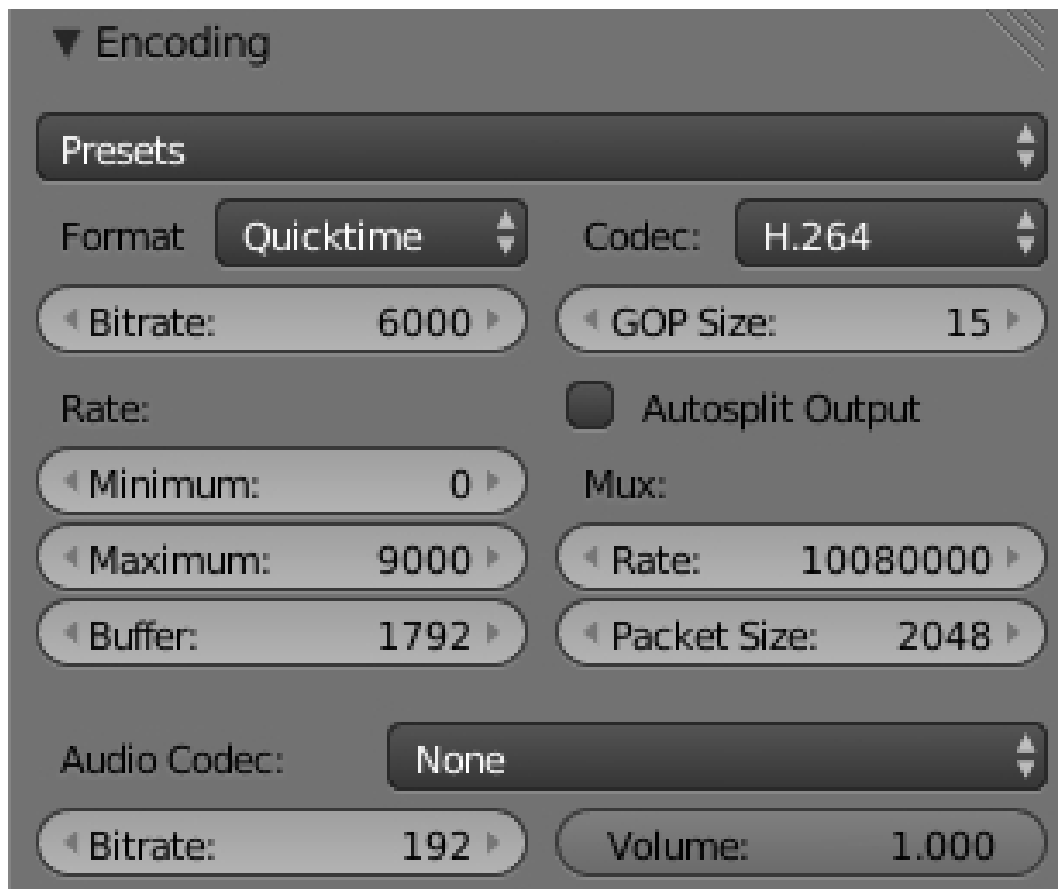 Encoding
Presets
Format Quicktime Codec: H.264
Bitrate: 6000 GOP Size: 15
Rate: Autosplit Output
Minimum: 0 Mux:
Maximum: 9000 Rate: 10080000
Buffer: 1792 Packet Size: 2048
Audio Codec: None
Bitrate: 192 Volume: 1.000